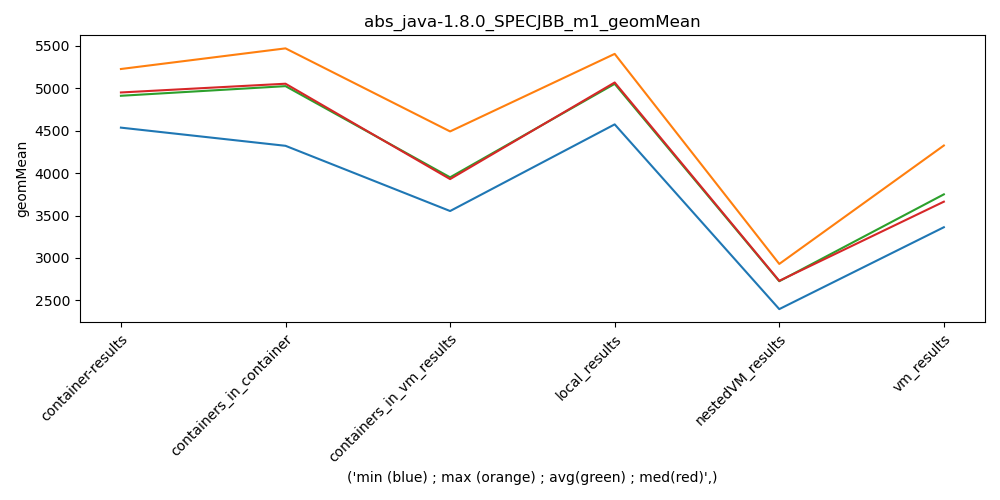 abs_java-1.8.0_SPECJBB_m1_geomMean
5500
5000
4500
4000
3500
3000
2500
geomMean
container-results
containers_in_container
containers_in_vm_results
local_results
nestedVM_results
vm_results
('min (blue) ; max (orange) ; avg(green) ; med(red)',)